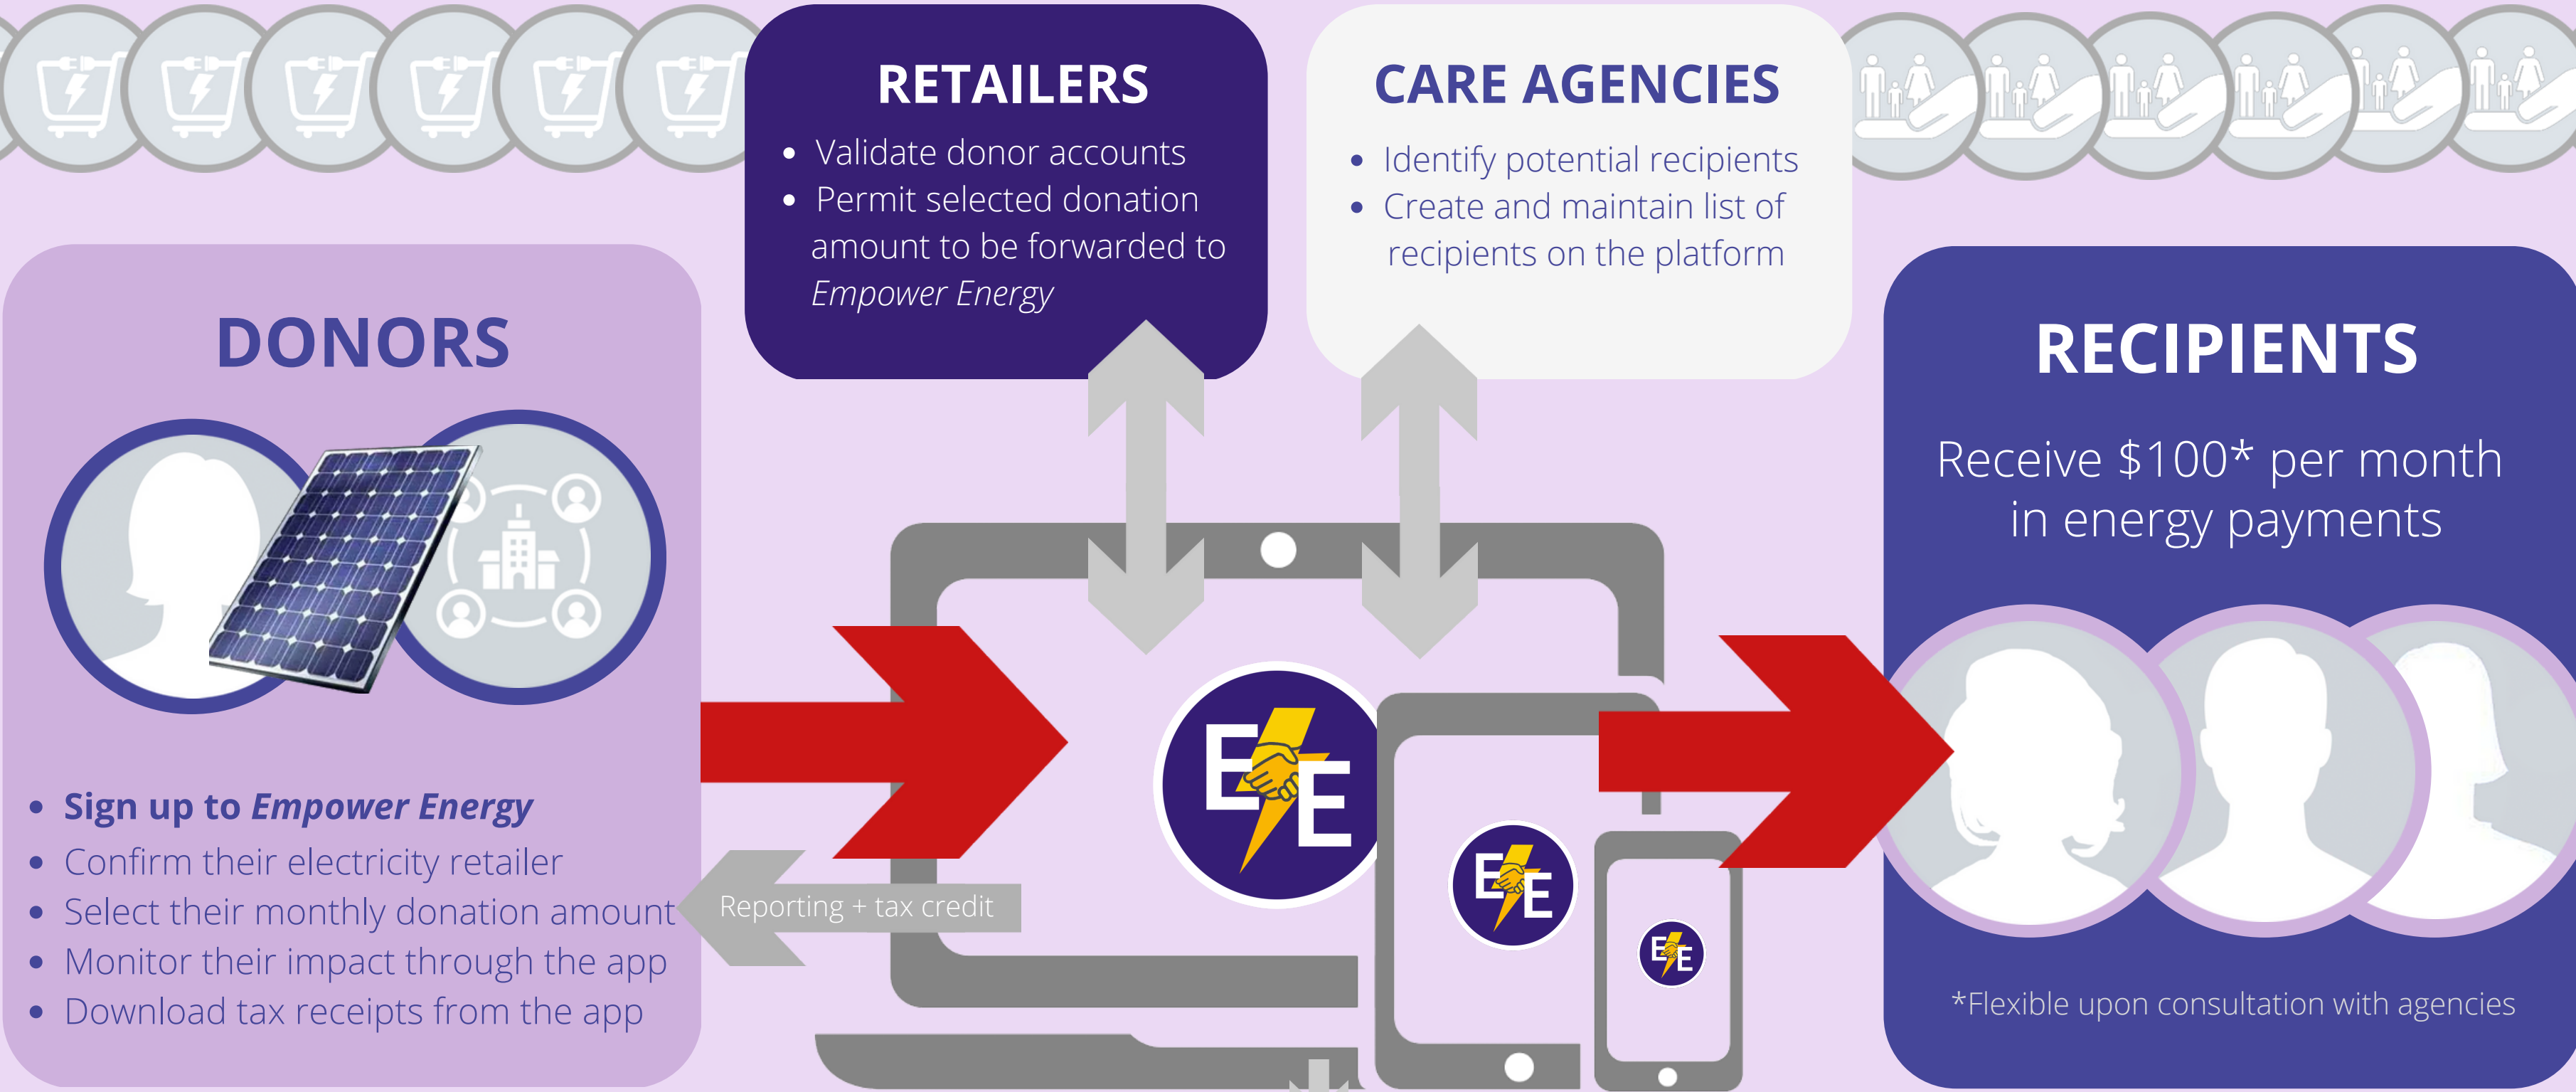 RETAILERS
• Validate donor accounts
• Permit selected donation
amount to be forwarded to
Empower Energy
CARE AGENCIES
• Identify potential recipients
• Create and maintain list of
recipients on the platform
DONORS
• Sign up to Empower Energy
• Confirm their electricity retailer
• Select their monthly donation amount
• Monitor their impact through the app
• Download tax receipts from the app
Reporting + tax credit
EE
EE
EE
RECIPIENTS
Receive $100* per month
in energy payments
*Flexible upon consultation with agencies